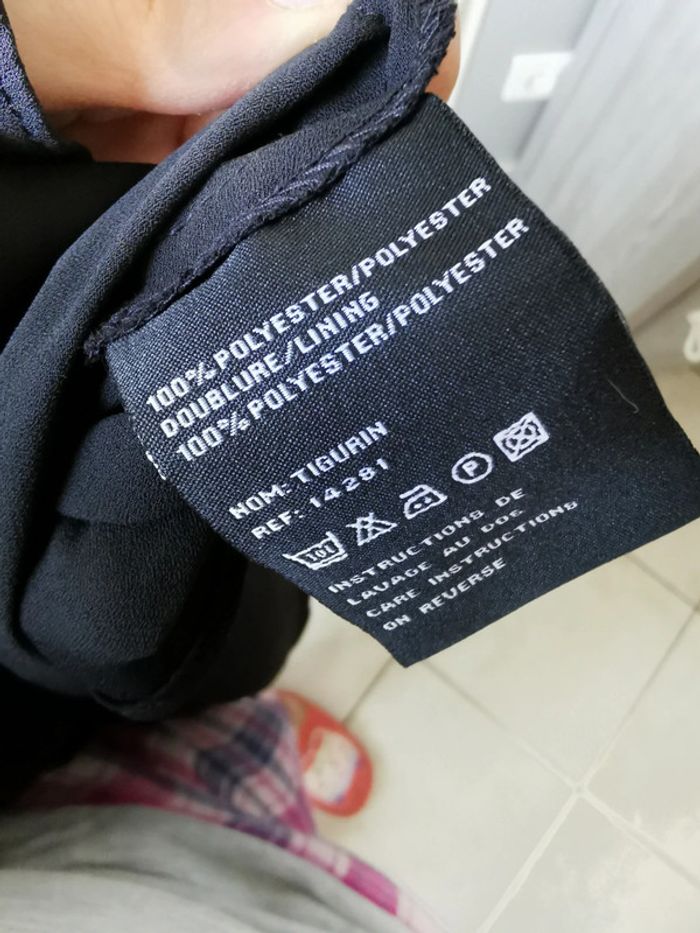 100% POLYESTER/POLYESTER
DOUBLURE/LINING
100% POLYESTER/POLYESTER
NOM: TIGURIN
REF: 14281
P
INSTRUCTIONS DE
LAVAGE AU DOS
CARE INSTRUCTIONS
ON REVERSE